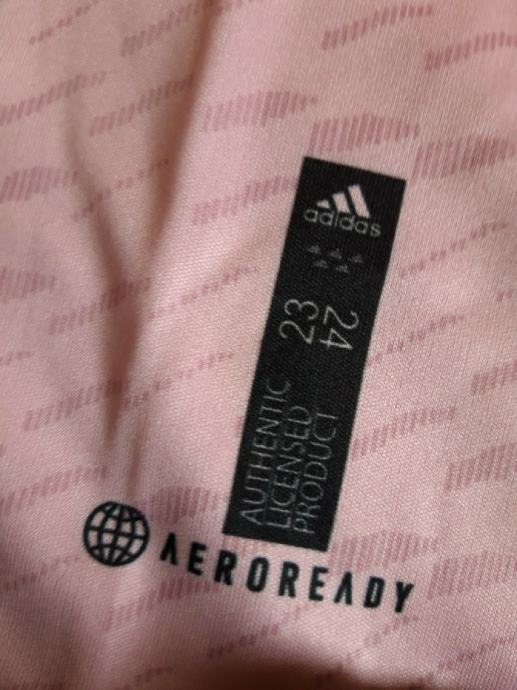 adidas
23
24
AUTHENTIC
LICENSED
PRODUCT
AEROREADY